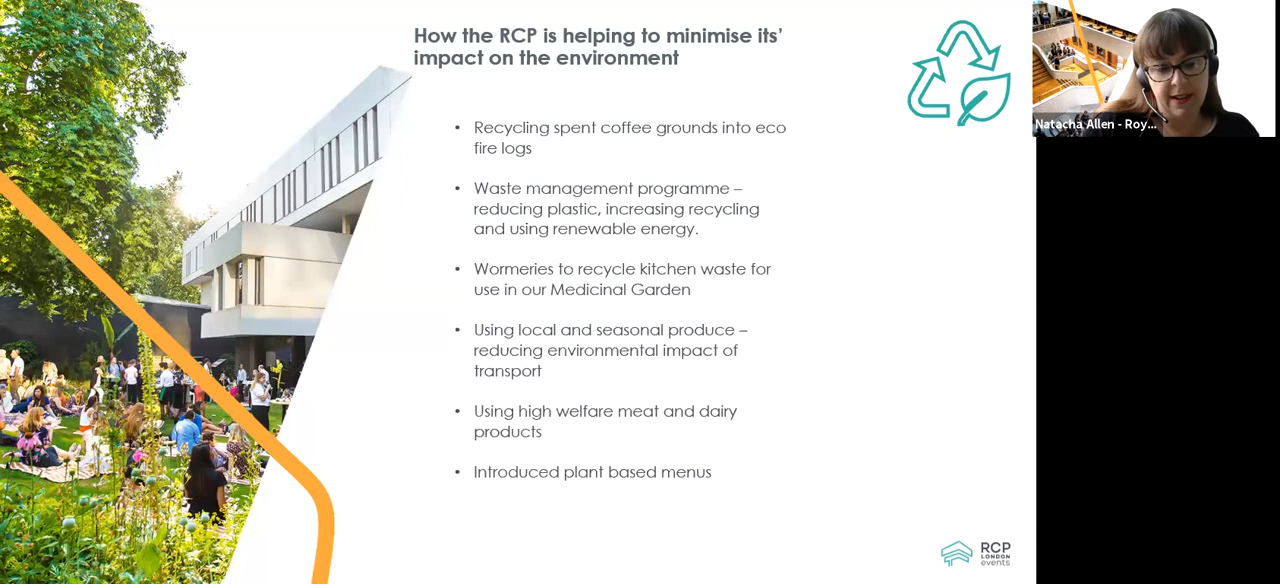 How the RCP is helping to minimise its’
impact on the environment
• Recycling spent coffee grounds into eco
fire logs
• Waste management programme –
reducing plastic, increasing recycling
and using renewable energy.
• Wormeries to recycle kitchen waste for
use in our Medicinal Garden
• Using local and seasonal produce –
reducing environmental impact of
transport
• Using high welfare meat and dairy
products
• Introduced plant based menus
RCP
LONDON
events
Natacha Allen - Roy...